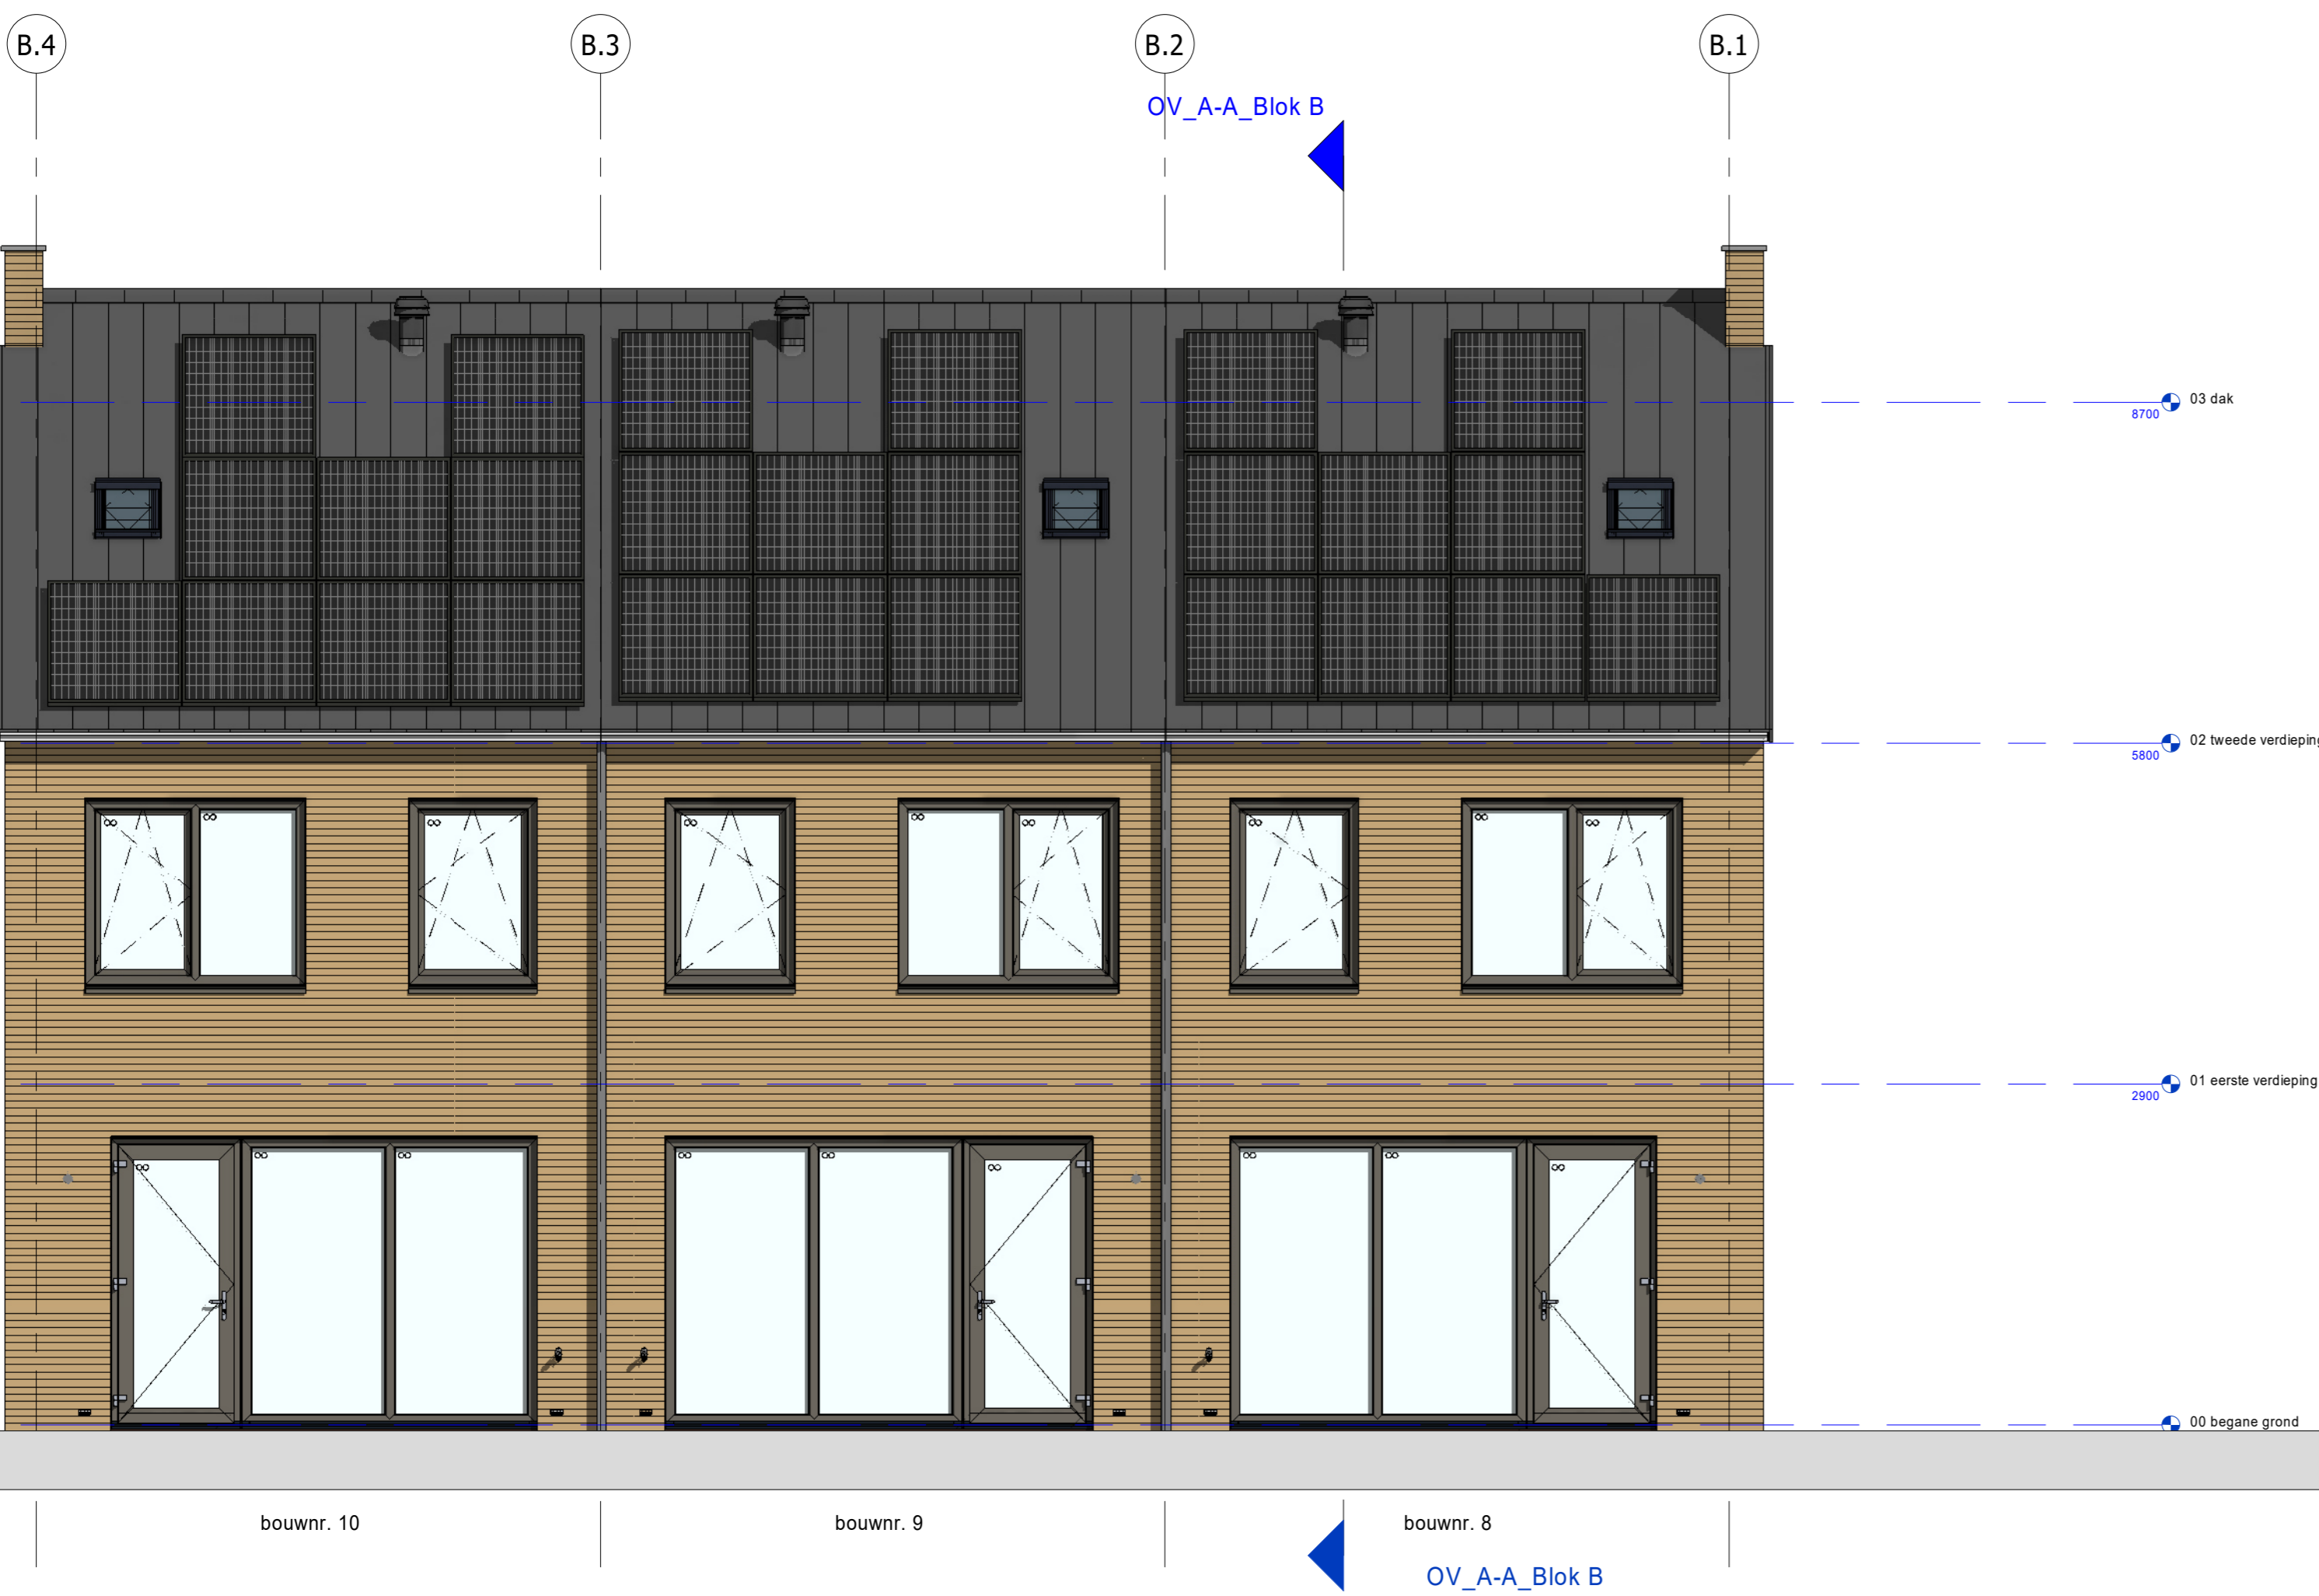 B.4
B.3
B.2
B.1
OV_A-A_Blok B
03 dak
8700
02 tweede verdieping
5800
01 eerste verdieping
2900
00 begane grond
bouwnr. 10
bouwnr. 9
bouwnr. 8
OV_A-A_Blok B